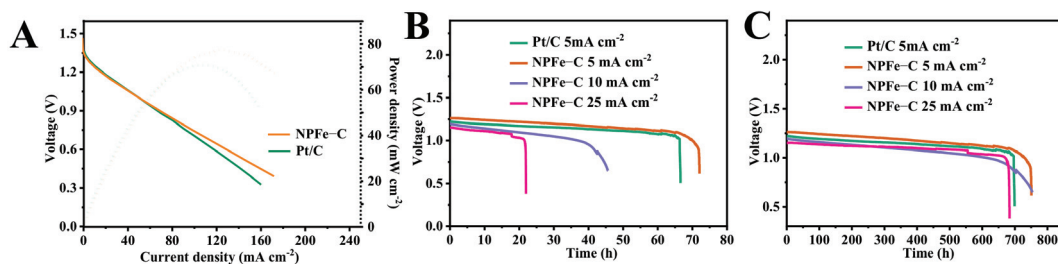 A
Voltage (V)
1.5
1.2
0.9
0.6
0.3
0.0
0
40
80
120
160
200
240
Current density (mA cm-2)
80
70
60
50
40
30
20
10
0
Power density (mW cm-2)
NPFe−C
Pt/C
B
Voltage (V)
2.0
1.5
1.0
0.5
0.0
0
10
20
30
40
50
60
70
80
Time (h)
Pt/C 5mA cm-2
NPFe−C 5 mA cm-2
NPFe−C 10 mA cm-2
NPFe−C 25 mA cm-2
C
Voltage (V)
2.0
1.5
1.0
0.5
0
100
200
300
400
500
600
700
800
Time (h)
Pt/C 5mA cm-2
NPFe−C 5 mA cm-2
NPFe−C 10 mA cm-2
NPFe−C 25 mA cm-2